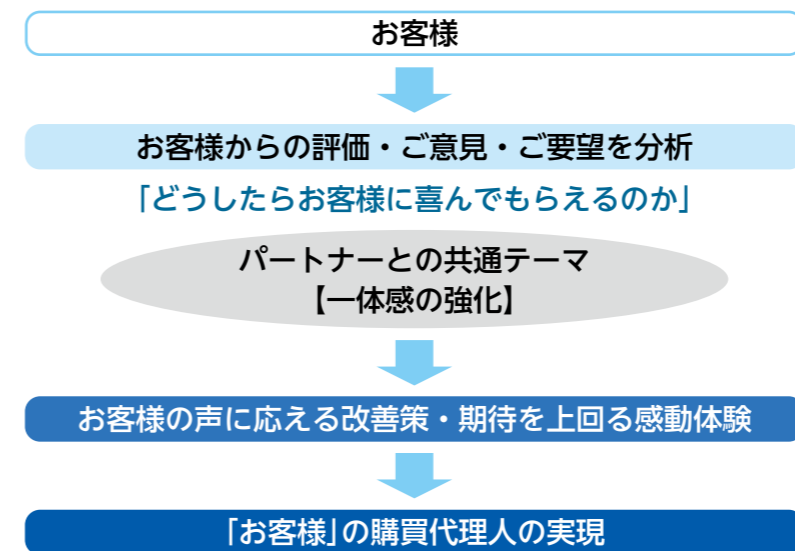 お客様
お客様からの評価・ご意見・ご要望を分析
「どうしたらお客様に喜んでもらえるのか」
パートナーとの共通テーマ
【一体感の強化】
お客様の声に応える改善策・期待を上回る感動体験
「お客様」の購買代理人の実現